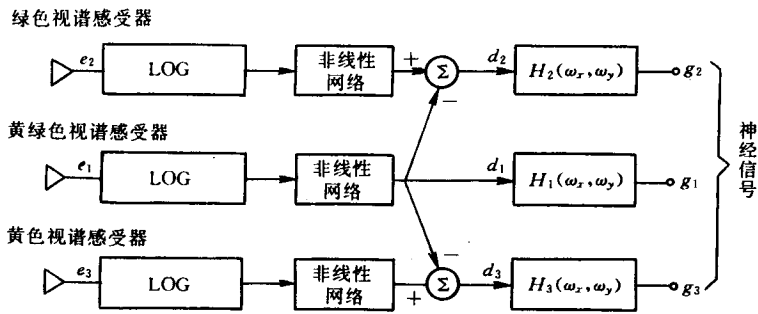 绿色视谱感受器
e₂ LOG 非线性网络 + Σ − d₂ H₂(ωₓ,ω_y) g₂
黄绿色视谱感受器
e₁ LOG 非线性网络 d₁ H₁(ωₓ,ω_y) g₁
神经信号
黄色视谱感受器
e₃ LOG 非线性网络 + Σ − d₃ H₃(ωₓ,ω_y) g₃